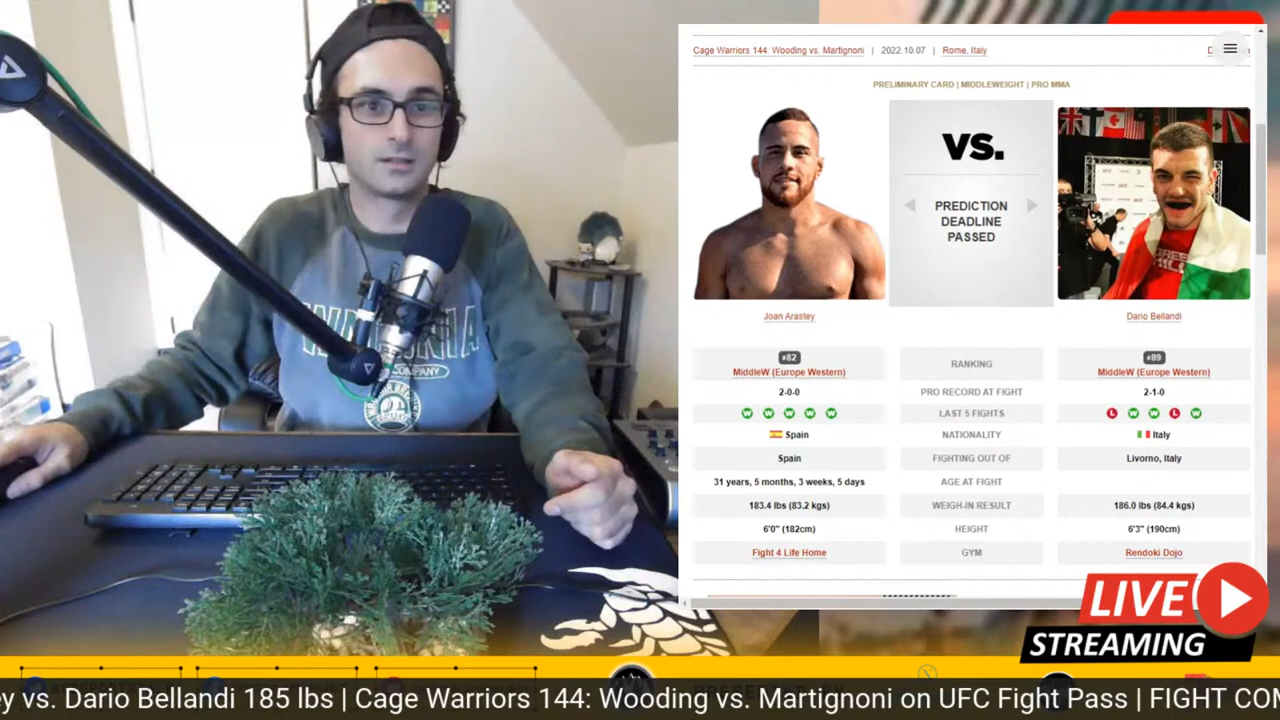 Cage Warriors 144: Wooding vs. Martignoni | 2022.10.07 | Rome, Italy
PRELIMINARY CARD | MIDDLEWEIGHT | PRO MMA
VS.
PREDICTION
DEADLINE
PASSED
Joan Arastey
Dario Bellandi
#82 RANKING #89
MiddleW (Europe Western) MiddleW (Europe Western)
2-0-0 PRO RECORD AT FIGHT 2-1-0
W W W W W LAST 5 FIGHTS L W W L W
Spain NATIONALITY Italy
Spain FIGHTING OUT OF Livorno, Italy
31 years, 5 months, 3 weeks, 5 days AGE AT FIGHT
183.4 lbs (83.2 kgs) WEIGH-IN RESULT 186.0 lbs (84.4 kgs)
6'0" (182cm) HEIGHT 6'3" (190cm)
Fight 4 Life Home GYM Rendoki Dojo
COMPANY
LIVE
STREAMING
ey vs. Dario Bellandi 185 lbs | Cage Warriors 144: Wooding vs. Martignoni on UFC Fight Pass | FIGHT CON